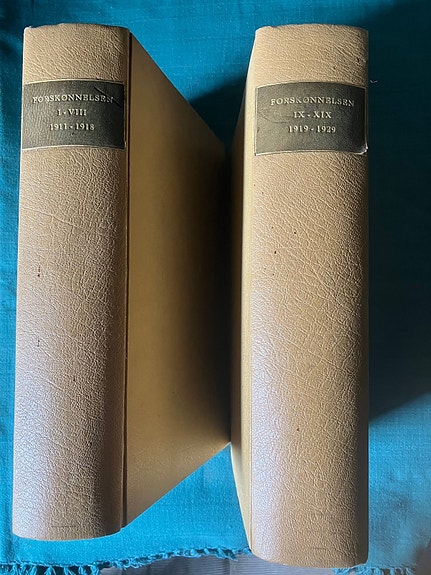 FORSKØNNELSEN
I - VIII
1911 - 1918
FORSKØNNELSEN
IX - XIX
1919 - 1929